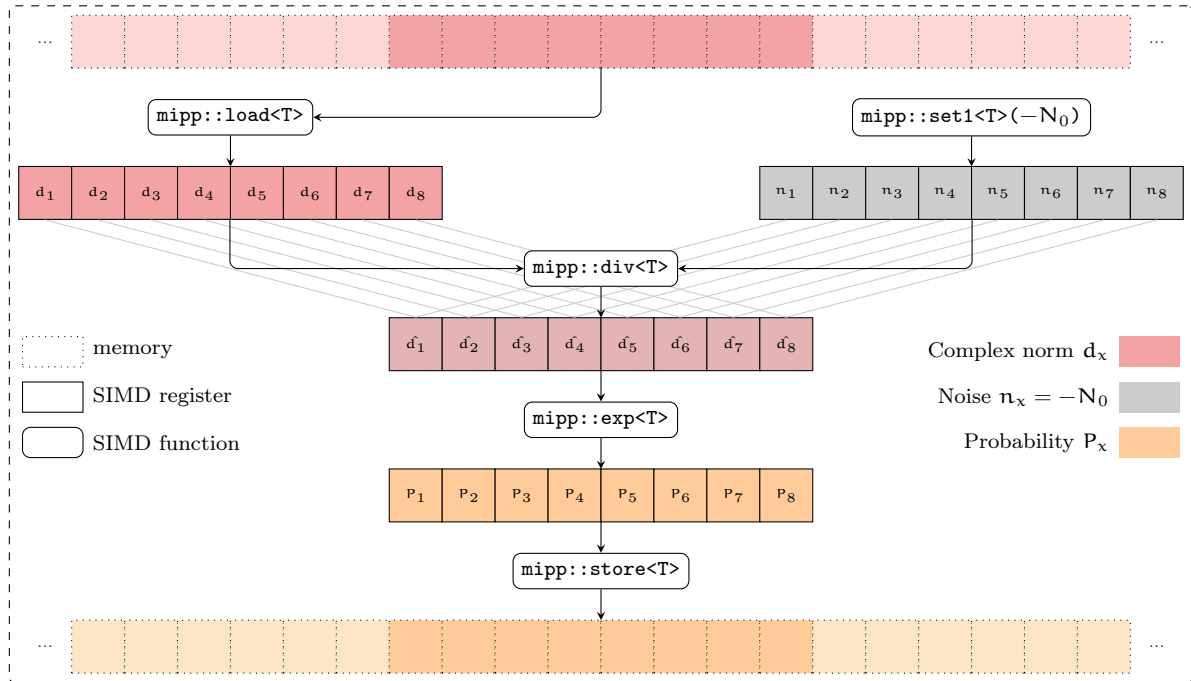 ... ...
mipp::load<T> mipp::set1<T>(−N₀)
d₁ d₂ d₃ d₄ d₅ d₆ d₇ d₈ n₁ n₂ n₃ n₄ n₅ n₆ n₇ n₈
mipp::div<T>
d̂₁ d̂₂ d̂₃ d̂₄ d̂₅ d̂₆ d̂₇ d̂₈
memory
SIMD register
SIMD function
Complex norm dₓ
Noise nₓ = −N₀
Probability Pₓ
mipp::exp<T>
P₁ P₂ P₃ P₄ P₅ P₆ P₇ P₈
mipp::store<T>
... ...